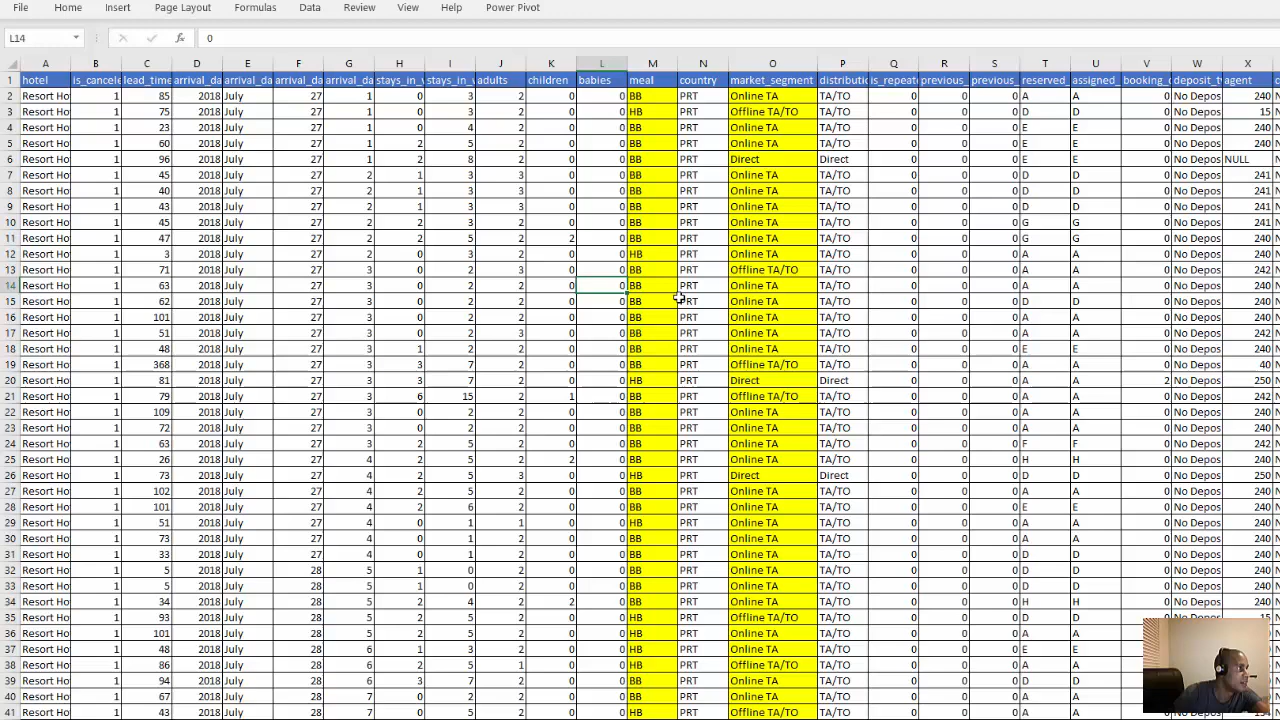 File Home Insert Page Layout Formulas Data Review View Help Power Pivot
L14 fx 0
A B C D E F G H I J K L M N O P Q R S T U V W X
1 hotel is_cancele lead_time arrival_da arrival_da arrival_da arrival_da stays_in_v stays_in_v adults children babies meal country market_segment distributio is_repeate previous_ previous_ reserved_ assigned_ booking_c deposit_ty agent
2 Resort Ho 1 85 2018 July 27 1 0 3 2 0 0 BB PRT Online TA TA/TO 0 0 0 A A 0 No Depos 240
3 Resort Ho 1 75 2018 July 27 1 0 3 2 0 0 HB PRT Offline TA/TO TA/TO 0 0 0 D D 0 No Depos 15
4 Resort Ho 1 23 2018 July 27 1 0 4 2 0 0 BB PRT Online TA TA/TO 0 0 0 E E 0 No Depos 240
5 Resort Ho 1 60 2018 July 27 1 2 5 2 0 0 BB PRT Online TA TA/TO 0 0 0 E E 0 No Depos 240
6 Resort Ho 1 96 2018 July 27 1 2 8 2 0 0 BB PRT Direct Direct 0 0 0 E E 0 No Depos NULL
7 Resort Ho 1 45 2018 July 27 2 1 3 3 0 0 BB PRT Online TA TA/TO 0 0 0 D D 0 No Depos 241
8 Resort Ho 1 40 2018 July 27 2 1 3 3 0 0 BB PRT Online TA TA/TO 0 0 0 D D 0 No Depos 241
9 Resort Ho 1 43 2018 July 27 2 1 3 3 0 0 BB PRT Online TA TA/TO 0 0 0 D D 0 No Depos 241
10 Resort Ho 1 45 2018 July 27 2 2 3 2 0 0 BB PRT Online TA TA/TO 0 0 0 G G 0 No Depos 241
11 Resort Ho 1 47 2018 July 27 2 2 5 2 2 0 BB PRT Online TA TA/TO 0 0 0 G G 0 No Depos 240
12 Resort Ho 1 3 2018 July 27 2 0 3 2 0 0 HB PRT Online TA TA/TO 0 0 0 A A 0 No Depos 240
13 Resort Ho 1 71 2018 July 27 3 0 2 3 0 0 BB PRT Offline TA/TO TA/TO 0 0 0 A A 0 No Depos 240
14 Resort Ho 1 63 2018 July 27 3 0 2 2 0 0 BB PRT Online TA TA/TO 0 0 0 A A 0 No Depos 240
15 Resort Ho 1 62 2018 July 27 3 0 2 2 0 0 BB PRT Online TA TA/TO 0 0 0 D D 0 No Depos 240
16 Resort Ho 1 101 2018 July 27 3 0 2 2 0 0 BB PRT Online TA TA/TO 0 0 0 A A 0 No Depos 240
17 Resort Ho 1 51 2018 July 27 3 0 2 3 0 0 BB PRT Online TA TA/TO 0 0 0 A A 0 No Depos 242
18 Resort Ho 1 48 2018 July 27 3 1 2 2 0 0 BB PRT Online TA TA/TO 0 0 0 E E 0 No Depos 240
19 Resort Ho 1 368 2018 July 27 3 3 7 2 0 0 BB PRT Offline TA/TO TA/TO 0 0 0 A A 0 No Depos 40
20 Resort Ho 1 81 2018 July 27 3 3 7 2 0 0 HB PRT Direct Direct 0 0 0 A A 2 No Depos 250
21 Resort Ho 1 79 2018 July 27 3 6 15 2 1 0 BB PRT Offline TA/TO TA/TO 0 0 0 A A 0 No Depos 242
22 Resort Ho 1 109 2018 July 27 3 0 2 2 0 0 BB PRT Online TA TA/TO 0 0 0 A A 0 No Depos 240
23 Resort Ho 1 72 2018 July 27 3 0 2 2 0 0 BB PRT Online TA TA/TO 0 0 0 A A 0 No Depos 240
24 Resort Ho 1 63 2018 July 27 3 2 5 2 0 0 BB PRT Online TA TA/TO 0 0 0 F F 0 No Depos 242
25 Resort Ho 1 26 2018 July 27 4 2 5 2 2 0 BB PRT Online TA TA/TO 0 0 0 H H 0 No Depos 240
26 Resort Ho 1 73 2018 July 27 4 2 5 3 0 0 HB PRT Direct Direct 0 0 0 D D 0 No Depos 250
27 Resort Ho 1 102 2018 July 27 4 2 5 2 0 0 BB PRT Online TA TA/TO 0 0 0 A A 0 No Depos 240
28 Resort Ho 1 101 2018 July 27 4 2 6 2 0 0 BB PRT Online TA TA/TO 0 0 0 E E 0 No Depos 240
29 Resort Ho 1 51 2018 July 27 4 0 1 1 0 0 HB PRT Online TA TA/TO 0 0 0 A A 0 No Depos 240
30 Resort Ho 1 73 2018 July 27 4 0 1 2 0 0 BB PRT Online TA TA/TO 0 0 0 A A 0 No Depos 240
31 Resort Ho 1 33 2018 July 27 4 0 1 2 0 0 BB PRT Online TA TA/TO 0 0 0 D D 0 No Depos 240
32 Resort Ho 1 5 2018 July 28 5 1 0 2 0 0 BB PRT Online TA TA/TO 0 0 0 D D 0 No Depos 240
33 Resort Ho 1 5 2018 July 28 5 1 0 2 0 0 BB PRT Online TA TA/TO 0 0 0 D D 0 No Depos 240
34 Resort Ho 1 34 2018 July 28 5 2 4 2 2 0 BB PRT Online TA TA/TO 0 0 0 H H 0 No Depos 240
35 Resort Ho 1 93 2018 July 28 5 2 5 2 0 0 HB PRT Offline TA/TO TA/TO 0 0 0 D D 0 No Depos 15
36 Resort Ho 1 101 2018 July 28 5 2 5 2 0 0 HB PRT Online TA TA/TO 0 0 0 D A
37 Resort Ho 1 48 2018 July 28 6 1 3 2 0 0 HB PRT Online TA TA/TO 0 0 0 E E
38 Resort Ho 1 86 2018 July 28 6 2 5 1 0 0 HB PRT Offline TA/TO TA/TO 0 0 0 A A
39 Resort Ho 1 94 2018 July 28 6 3 7 2 0 0 HB PRT Online TA TA/TO 0 0 0 D D
40 Resort Ho 1 67 2018 July 28 7 0 2 2 0 0 BB PRT Online TA TA/TO 0 0 0 A A
41 Resort Ho 1 43 2018 July 28 7 0 5 2 0 0 HB PRT Offline TA/TO TA/TO 0 0 0 A A